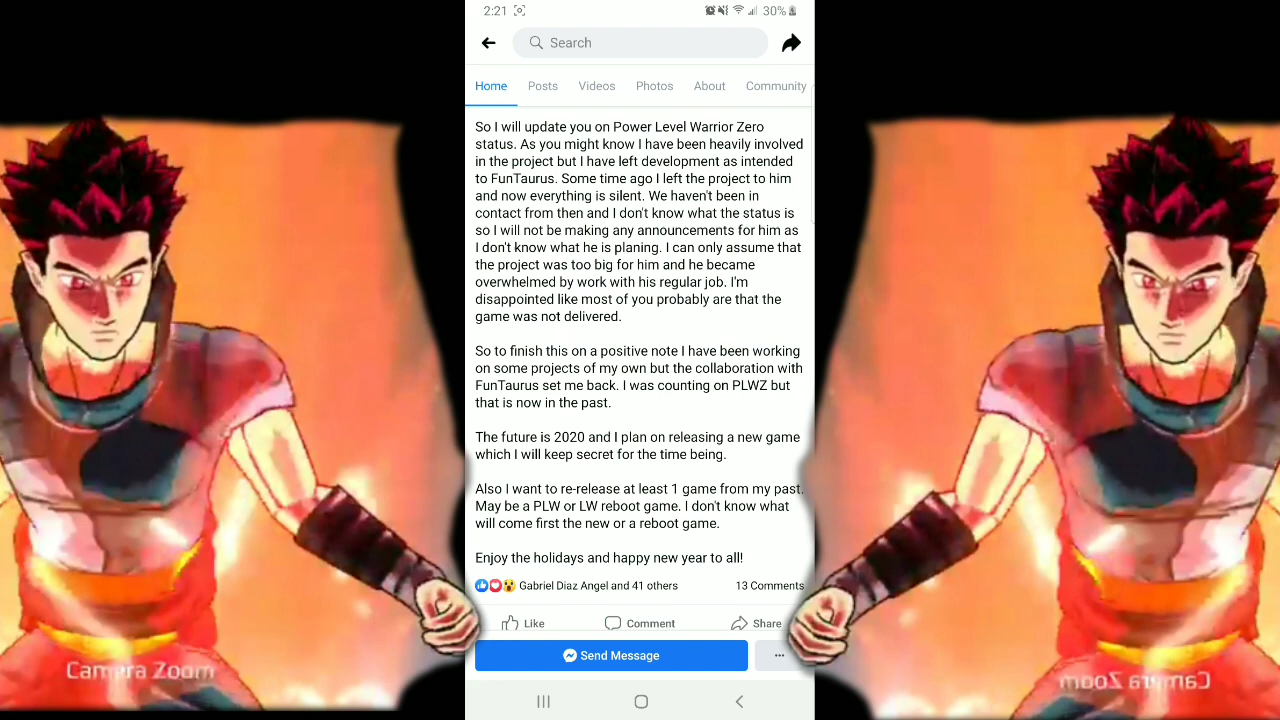 2:21
30%
Search
Home Posts Videos Photos About Community
So I will update you on Power Level Warrior Zero
status. As you might know I have been heavily involved
in the project but I have left development as intended
to FunTaurus. Some time ago I left the project to him
and now everything is silent. We haven't been in
contact from then and I don't know what the status is
so I will not be making any announcements for him as
I don't know what he is planing. I can only assume that
the project was too big for him and he became
overwhelmed by work with his regular job. I'm
disappointed like most of you probably are that the
game was not delivered.
So to finish this on a positive note I have been working
on some projects of my own but the collaboration with
FunTaurus set me back. I was counting on PLWZ but
that is now in the past.
The future is 2020 and I plan on releasing a new game
which I will keep secret for the time being.
Also I want to re-release at least 1 game from my past.
May be a PLW or LW reboot game. I don't know what
will come first the new or a reboot game.
Enjoy the holidays and happy new year to all!
Gabriel Diaz Angel and 41 others 13 Comments
Like Comment Share
Send Message
Camera Zoom
Camera Zoom